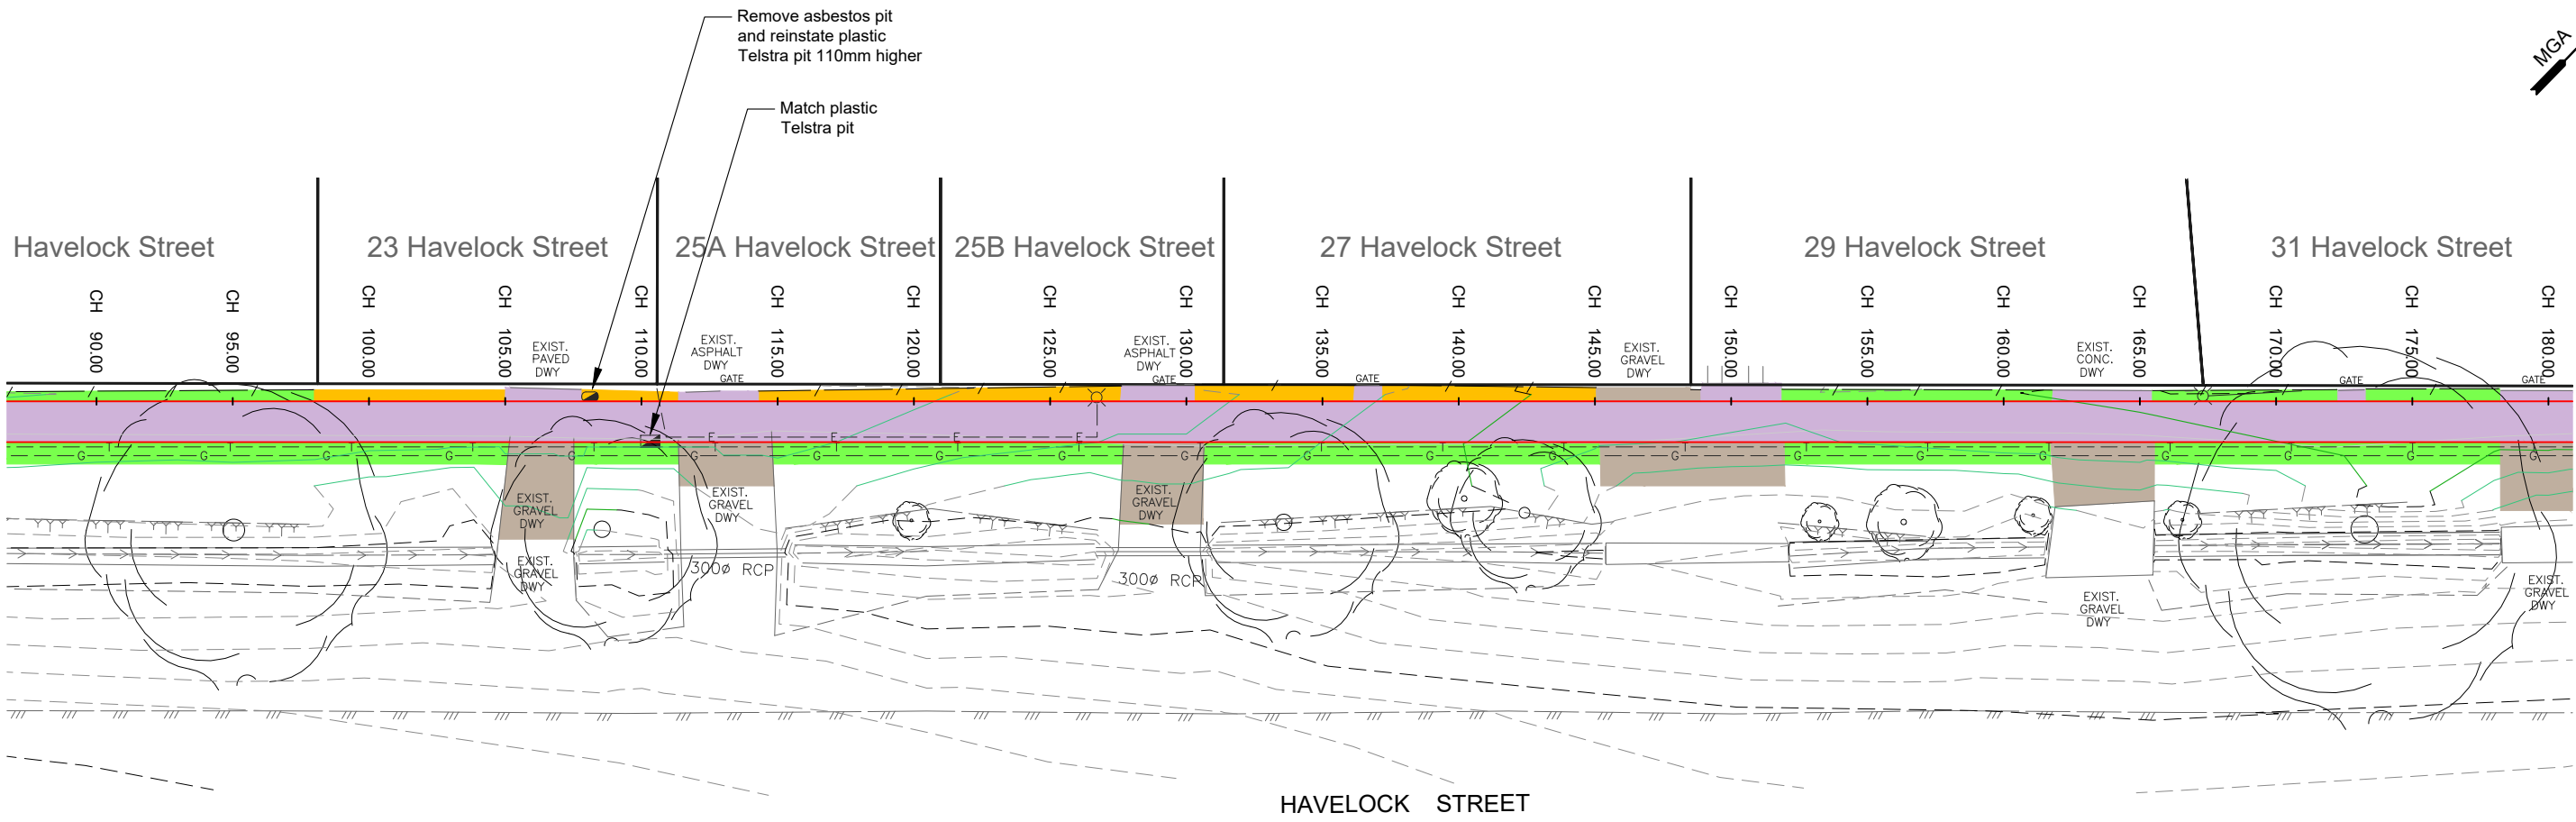 Remove asbestos pit
and reinstate plastic
Telstra pit 110mm higher
Match plastic
Telstra pit
MGA
Havelock Street
23 Havelock Street
25A Havelock Street
25B Havelock Street
27 Havelock Street
29 Havelock Street
31 Havelock Street
CH 90.00
CH 95.00
CH 100.00
CH 105.00
CH 110.00
CH 115.00
CH 120.00
CH 125.00
CH 130.00
CH 135.00
CH 140.00
CH 145.00
CH 150.00
CH 155.00
CH 160.00
CH 165.00
CH 170.00
CH 175.00
CH 180.00
EXIST.
PAVED
DWY
EXIST.
ASPHALT
DWY
GATE
EXIST.
ASPHALT
DWY
GATE
GATE
EXIST.
GRAVEL
DWY
EXIST.
CONC.
DWY
GATE
GATE
E E E E
G G G G G G G G G G G G G G G G G G G G G
EXIST.
GRAVEL
DWY
EXIST.
GRAVEL
DWY
EXIST.
GRAVEL
DWY
EXIST.
GRAVEL
DWY
300ø RCP
300ø RCP
EXIST.
GRAVEL
DWY
EXIST.
GRAVEL
DWY
HAVELOCK STREET